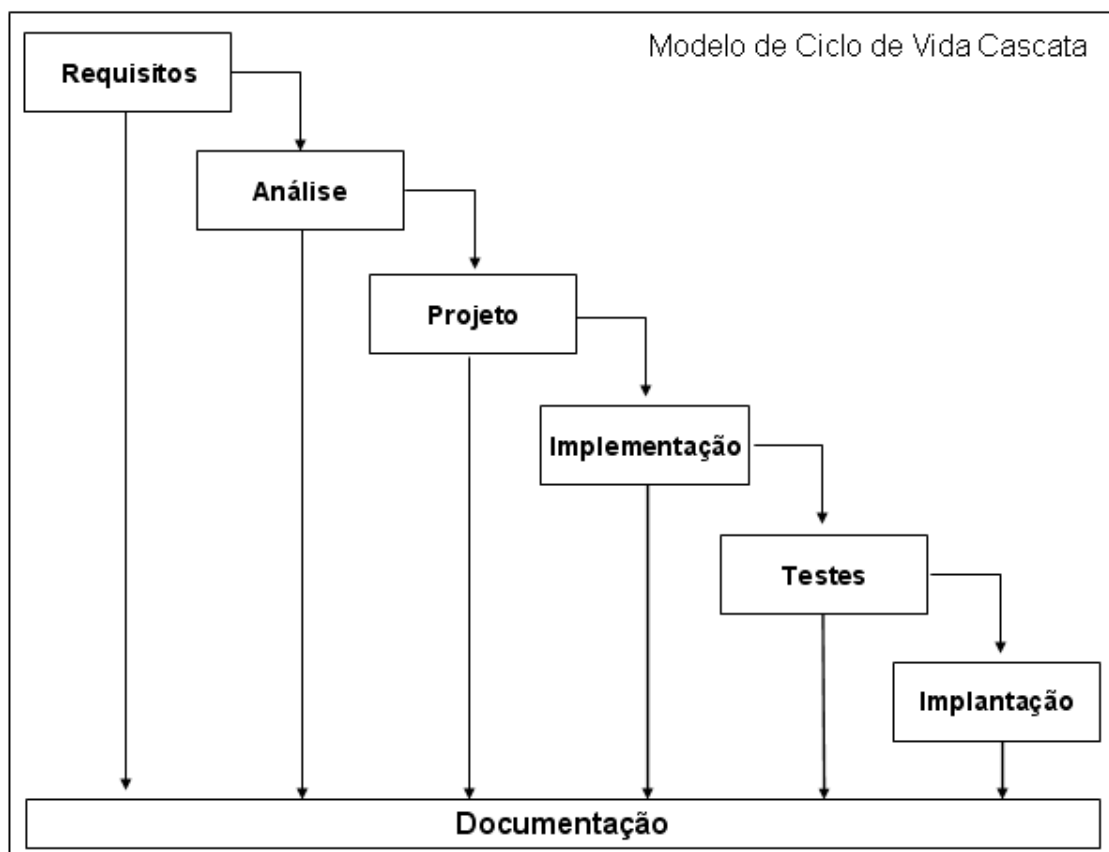 Modelo de Ciclo de Vida Cascata
Requisitos
Análise
Projeto
Implementação
Testes
Implantação
Documentação